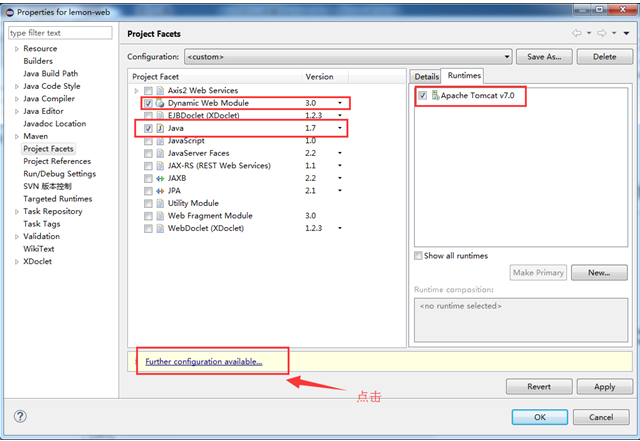 Properties for lemon-web
type filter text
Resource
Builders
Java Build Path
Java Code Style
Java Compiler
Java Editor
Javadoc Location
Maven
Project Facets
Project References
Run/Debug Settings
SVN 版本控制
Targeted Runtimes
Task Repository
Task Tags
Validation
WikiText
XDoclet
Project Facets
Configuration: <custom> Save As... Delete
Project Facet Version
Axis2 Web Services
Dynamic Web Module 3.0
EJBDoclet (XDoclet) 1.2.3
Java 1.7
JavaScript 1.0
JavaServer Faces 2.2
JAX-RS (REST Web Services) 1.1
JAXB 2.2
JPA 2.1
Utility Module
Web Fragment Module 3.0
WebDoclet (XDoclet) 1.2.3
Details Runtimes
Apache Tomcat v7.0
Show all runtimes
Make Primary New...
Runtime composition:
<no runtime selected>
Further configuration available...
点击
Revert Apply
OK Cancel